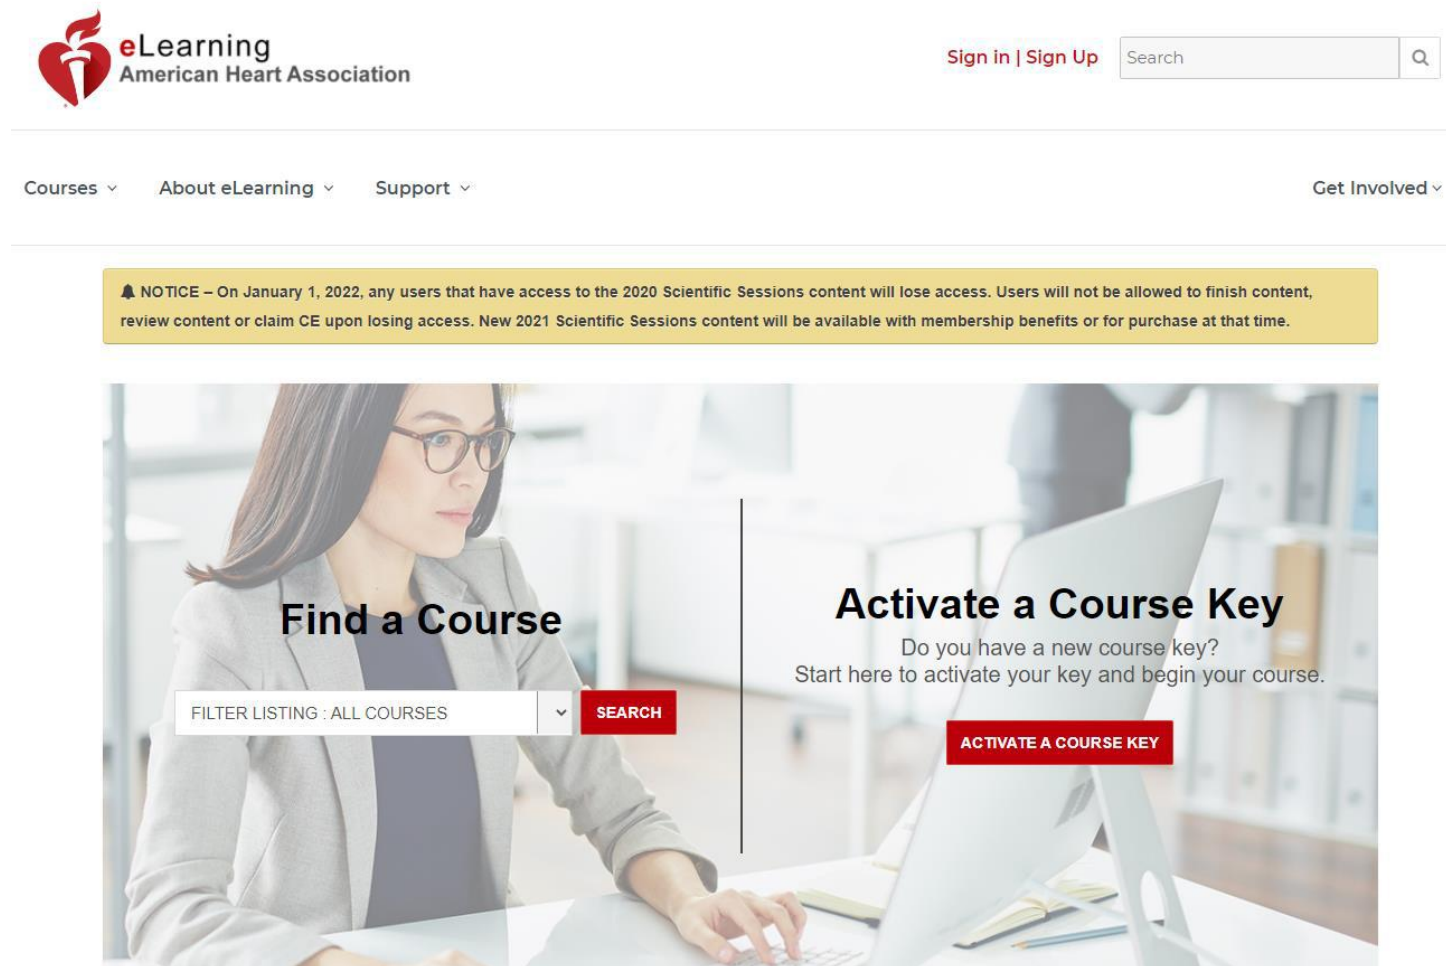 eLearning
American Heart Association
Sign in | Sign Up
Search
Courses
About eLearning
Support
Get Involved
NOTICE – On January 1, 2022, any users that have access to the 2020 Scientific Sessions content will lose access. Users will not be allowed to finish content,
review content or claim CE upon losing access. New 2021 Scientific Sessions content will be available with membership benefits or for purchase at that time.
Find a Course
FILTER LISTING : ALL COURSES
SEARCH
Activate a Course Key
Do you have a new course key?
Start here to activate your key and begin your course.
ACTIVATE A COURSE KEY